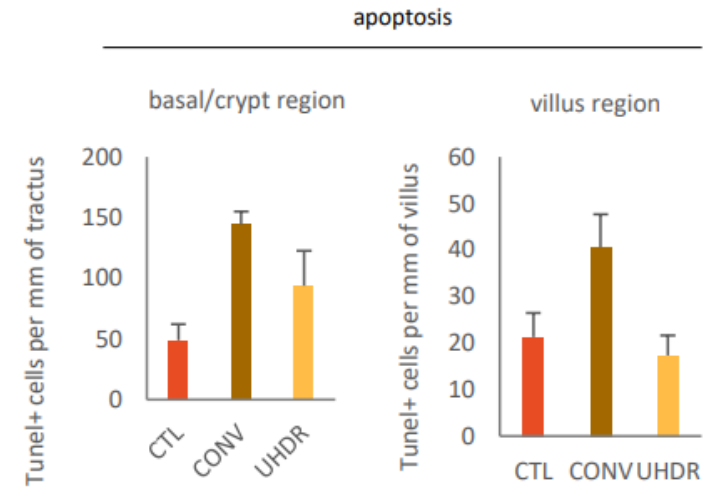 apoptosis
basal/crypt region
Tunel+ cells per mm of tractus
200
150
100
50
0
CTL
CONV
UHDR
villus region
Tunel+ cells per mm of villus
60
50
40
30
20
10
0
CTL CONV UHDR